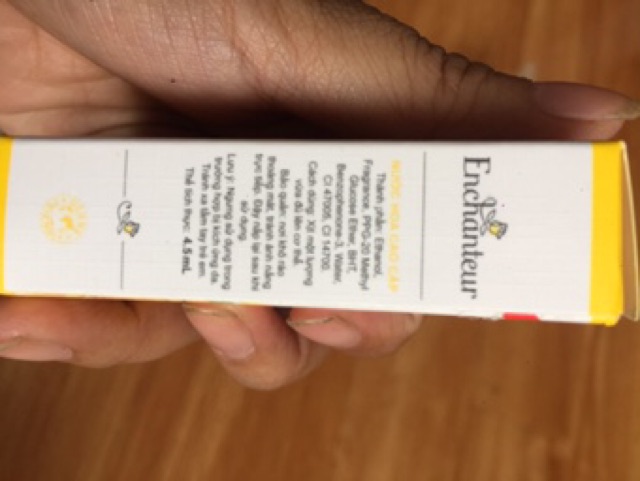 Enchanteur
NƯỚC HOA CAO CẤP
Thành phần: Ethanol,
Fragrance, PPG-20 Methyl
Glucose Ether, BHT,
Benzophenone-3, Water,
CI 47005, CI 14700.
Cách dùng: Xịt một lượng
vừa đủ lên cơ thể.
Bảo quản: nơi khô ráo
thoáng mát, tránh ánh nắng
trực tiếp. Đậy nắp lại sau khi
sử dụng.
Lưu ý: Ngưng sử dụng trong
trường hợp bị kích ứng da.
Tránh xa tầm tay trẻ em.
Thể tích thực: 4.5mL